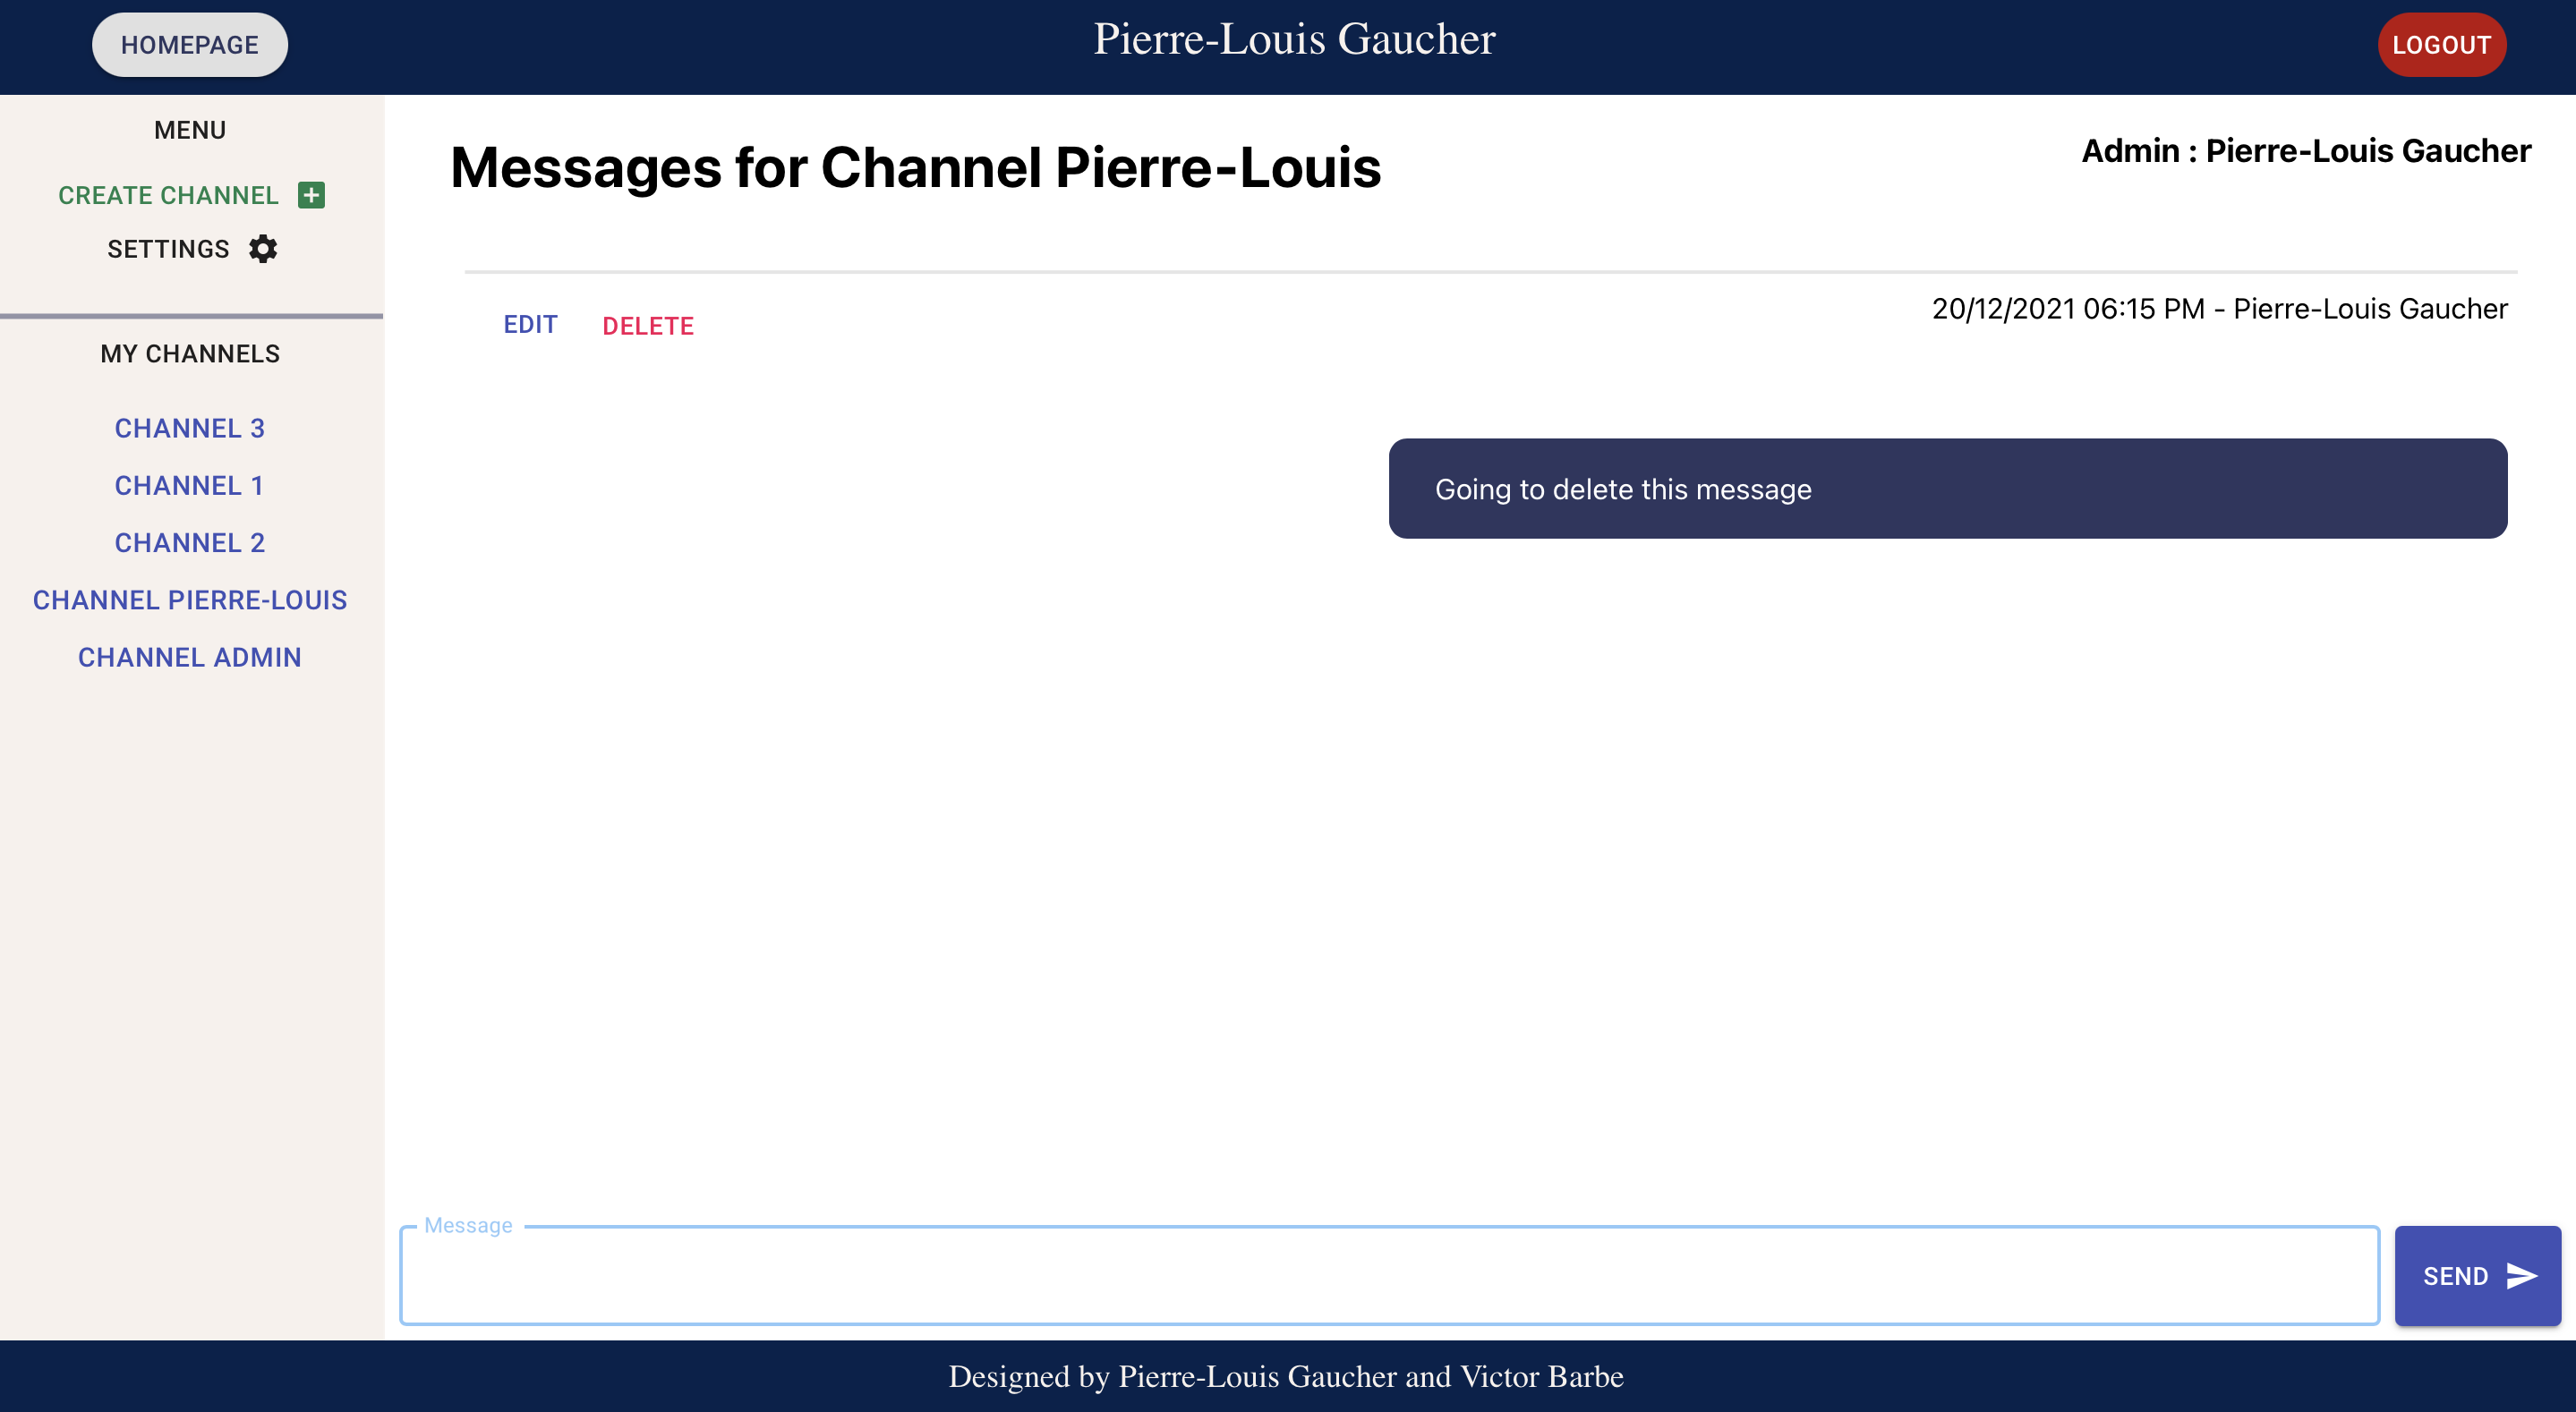 HOMEPAGE
Pierre-Louis Gaucher
LOGOUT
MENU
CREATE CHANNEL
SETTINGS
MY CHANNELS
CHANNEL 3
CHANNEL 1
CHANNEL 2
CHANNEL PIERRE-LOUIS
CHANNEL ADMIN
Messages for Channel Pierre-Louis
Admin : Pierre-Louis Gaucher
EDIT
DELETE
20/12/2021 06:15 PM - Pierre-Louis Gaucher
Going to delete this message
Message
SEND
Designed by Pierre-Louis Gaucher and Victor Barbe